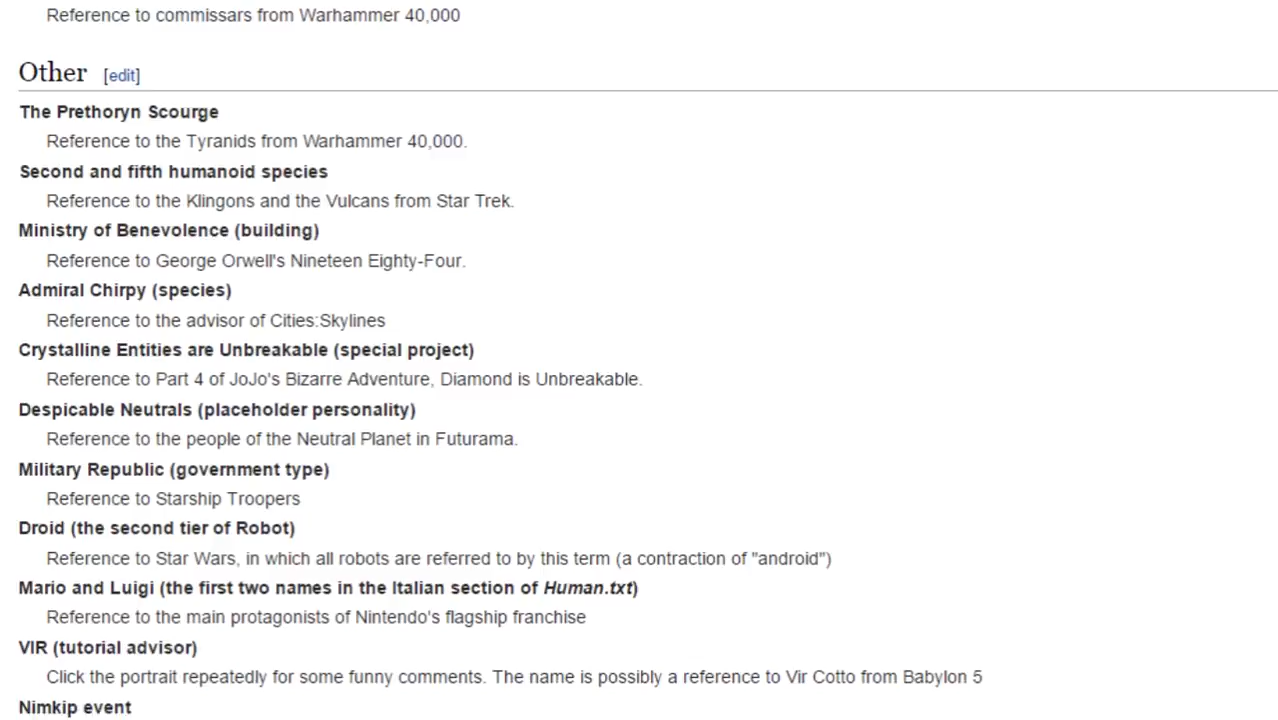 Reference to commissars from Warhammer 40,000
Other [edit]
The Prethoryn Scourge
Reference to the Tyranids from Warhammer 40,000.
Second and fifth humanoid species
Reference to the Klingons and the Vulcans from Star Trek.
Ministry of Benevolence (building)
Reference to George Orwell's Nineteen Eighty-Four.
Admiral Chirpy (species)
Reference to the advisor of Cities:Skylines
Crystalline Entities are Unbreakable (special project)
Reference to Part 4 of JoJo's Bizarre Adventure, Diamond is Unbreakable.
Despicable Neutrals (placeholder personality)
Reference to the people of the Neutral Planet in Futurama.
Military Republic (government type)
Reference to Starship Troopers
Droid (the second tier of Robot)
Reference to Star Wars, in which all robots are referred to by this term (a contraction of "android")
Mario and Luigi (the first two names in the Italian section of Human.txt)
Reference to the main protagonists of Nintendo's flagship franchise
VIR (tutorial advisor)
Click the portrait repeatedly for some funny comments. The name is possibly a reference to Vir Cotto from Babylon 5
Nimkip event